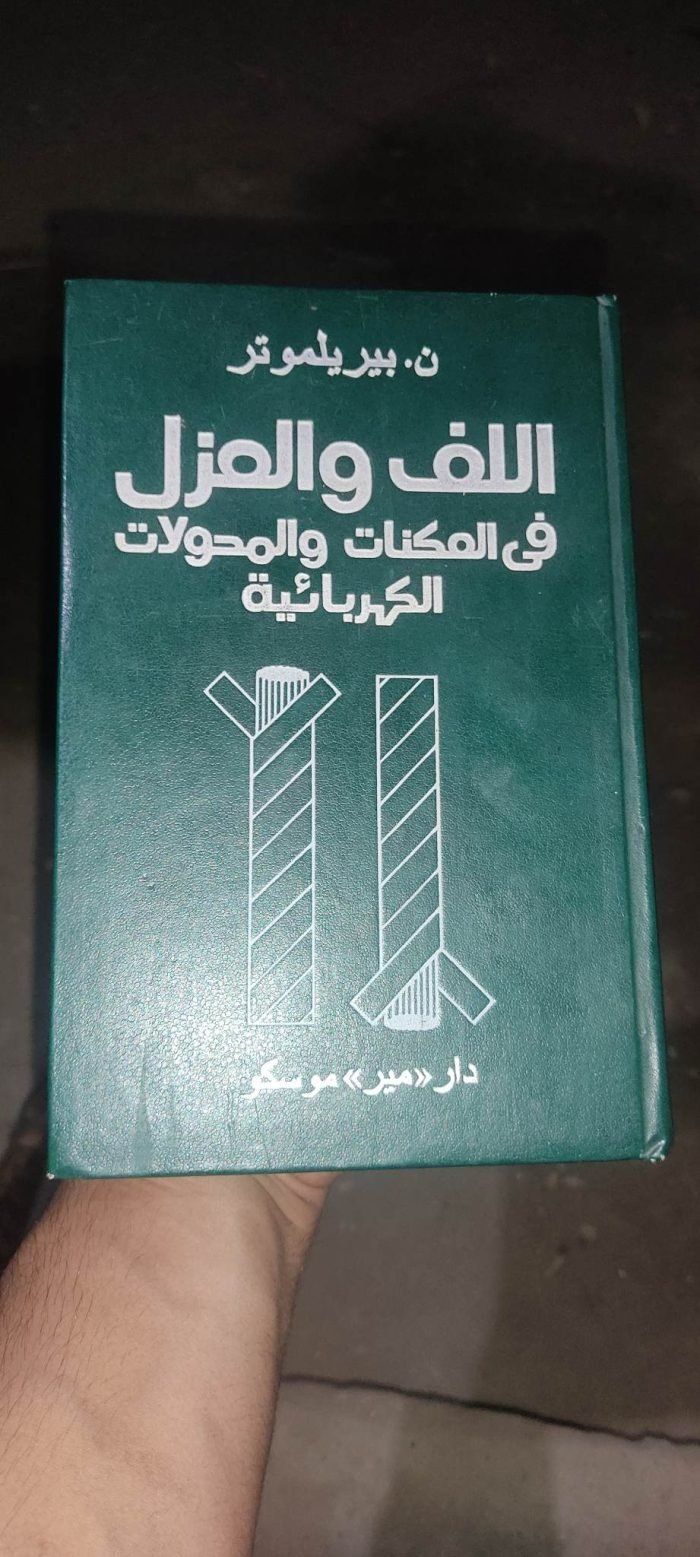 ن. بيريلموتر
اللف والعزل
فى المكنات والمحولات
الكهربائية
دار «مير» موسكو